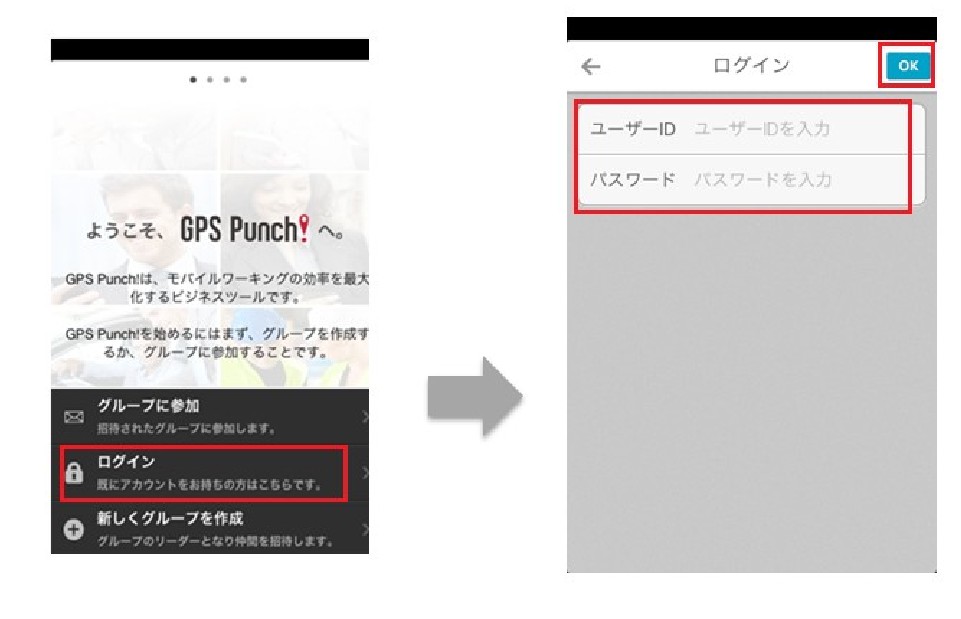 ようこそ、GPS Punch!へ。
GPS Punch!は、モバイルワーキングの効率を最大
化するビジネスツールです。
GPS Punch!を始めるにはまず、グループを作成す
るか、グループに参加することです。
グループに参加
招待されたグループに参加します。
ログイン
既にアカウントをお持ちの方はこちらです。
新しくグループを作成
グループのリーダーとなり仲間を招待します。
ログイン
OK
ユーザーID ユーザーIDを入力
パスワード パスワードを入力